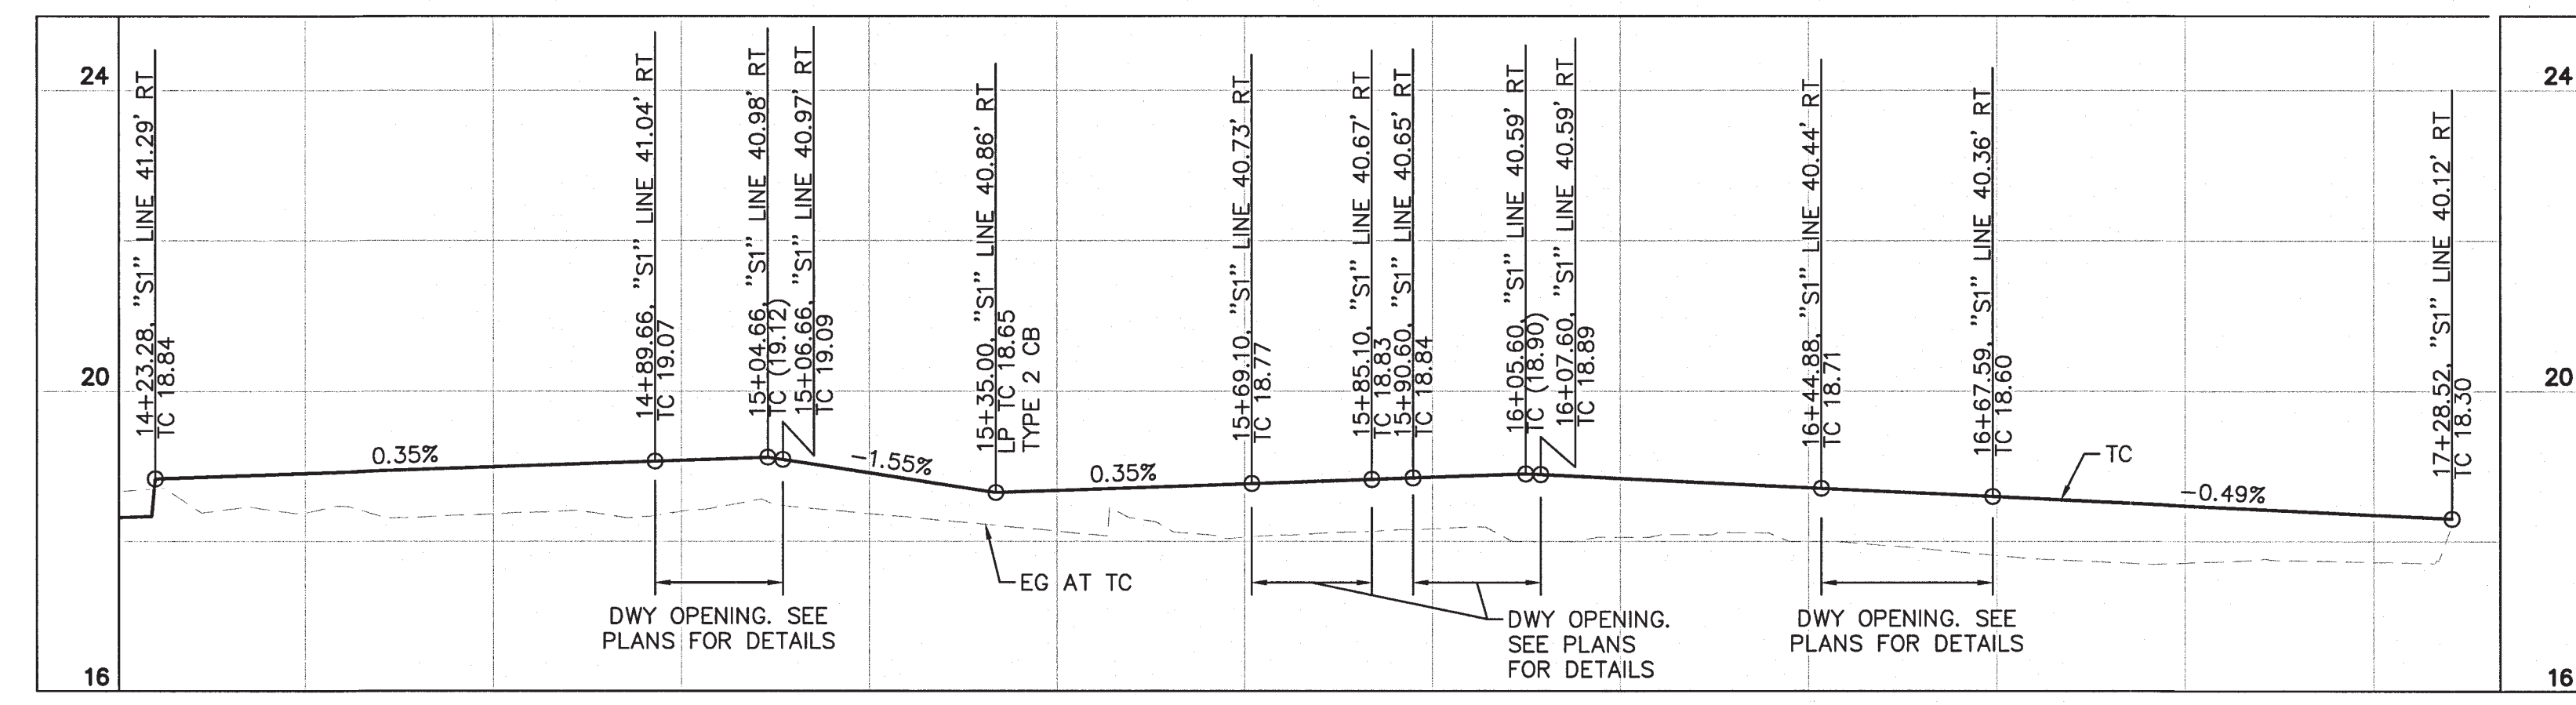 24
24
20
20
16
16
14+23.28, "S1" LINE 41.29' RT
TC 18.84
14+89.66, "S1" LINE 41.04' RT
TC 19.07
15+04.66, "S1" LINE 40.98' RT
TC (19.12)
15+06.66, "S1" LINE 40.97' RT
TC 19.09
15+35.00, "S1" LINE 40.86' RT
LP TC 18.65
TYPE 2 CB
15+69.10, "S1" LINE 40.73' RT
TC 18.77
15+85.10, "S1" LINE 40.67' RT
TC 18.83
15+90.60, "S1" LINE 40.65' RT
TC 18.84
16+05.60, "S1" LINE 40.59' RT
TC (18.90)
16+07.60, "S1" LINE 40.59' RT
TC 18.89
16+44.88, "S1" LINE 40.44' RT
TC 18.71
16+67.59, "S1" LINE 40.36' RT
TC 18.60
17+28.52, "S1" LINE 40.12' RT
TC 18.30
0.35%
-1.55%
0.35%
TC
-0.49%
EG AT TC
DWY OPENING. SEE
PLANS FOR DETAILS
DWY OPENING.
SEE PLANS
FOR DETAILS
DWY OPENING. SEE
PLANS FOR DETAILS